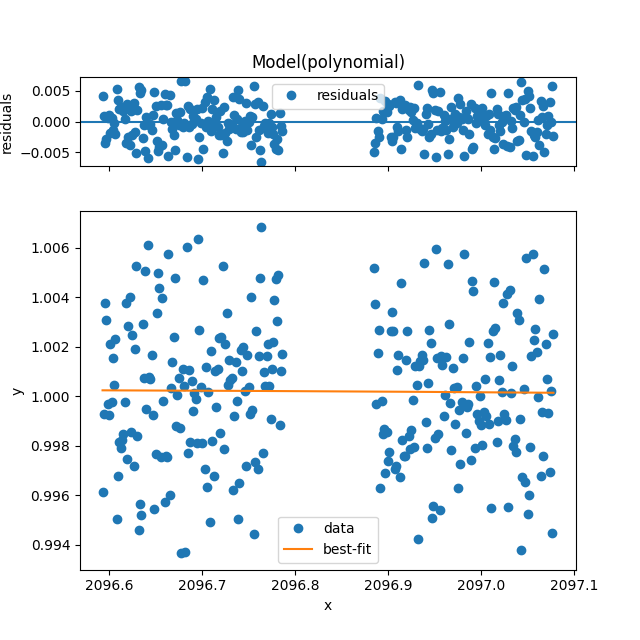 Model(polynomial)
residuals
0.005
0.000
−0.005
residuals
y
1.006
1.004
1.002
1.000
0.998
0.996
0.994
data
best-fit
2096.6 2096.7 2096.8 2096.9 2097.0 2097.1
x